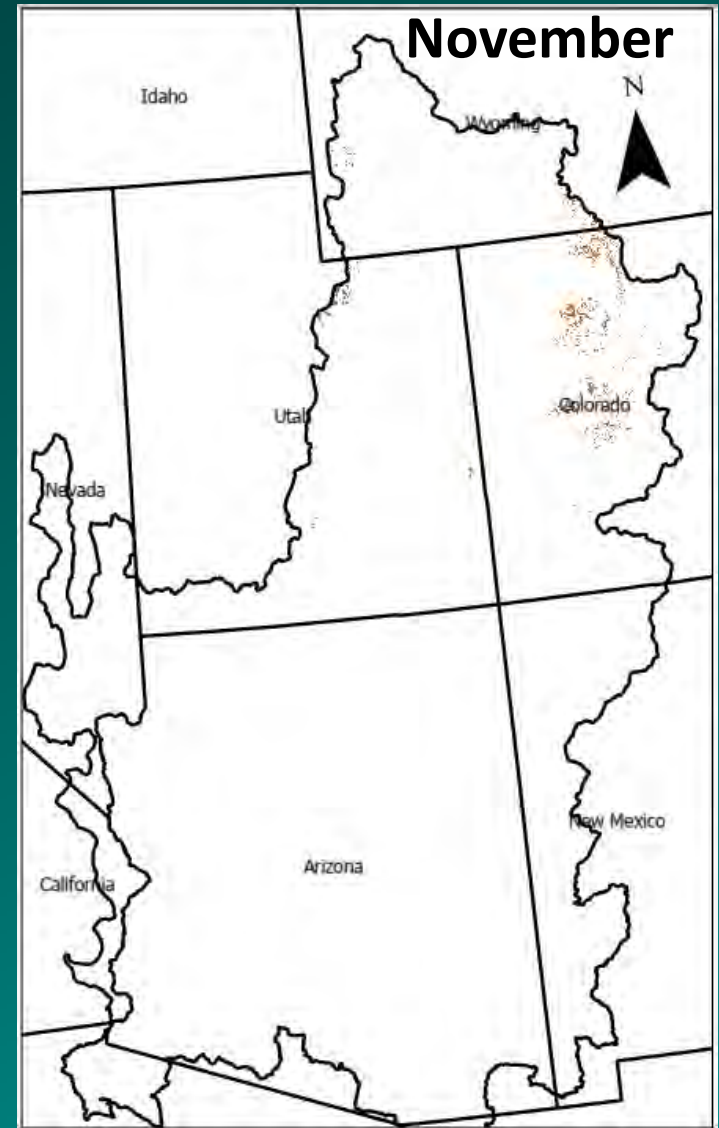 November
N
Idaho
Wyoming
Utah
Colorado
Nevada
New Mexico
Arizona
California